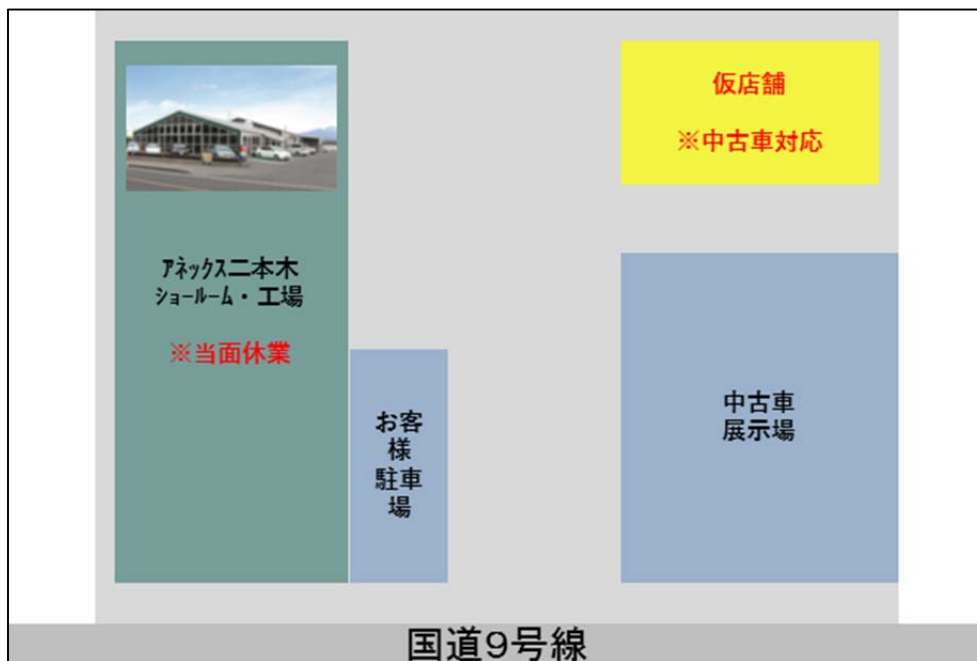 仮店舗
※中古車対応
ｱﾈｯｸｽ二本木
ｼｮｰﾙｰﾑ・工場
※当面休業
お客
様
駐車
場
中古車
展示場
国道9号線